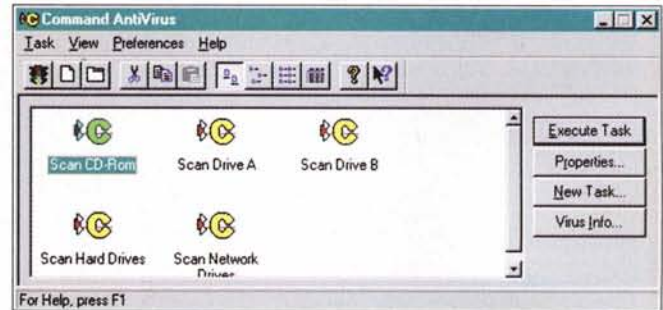 Command AntiVirus
Task View Preferences Help
Scan CD-Rom Scan Drive A Scan Drive B
Scan Hard Drives Scan Network
Drives
Execute Task
Properties...
New Task...
Virus Info...
For Help, press F1